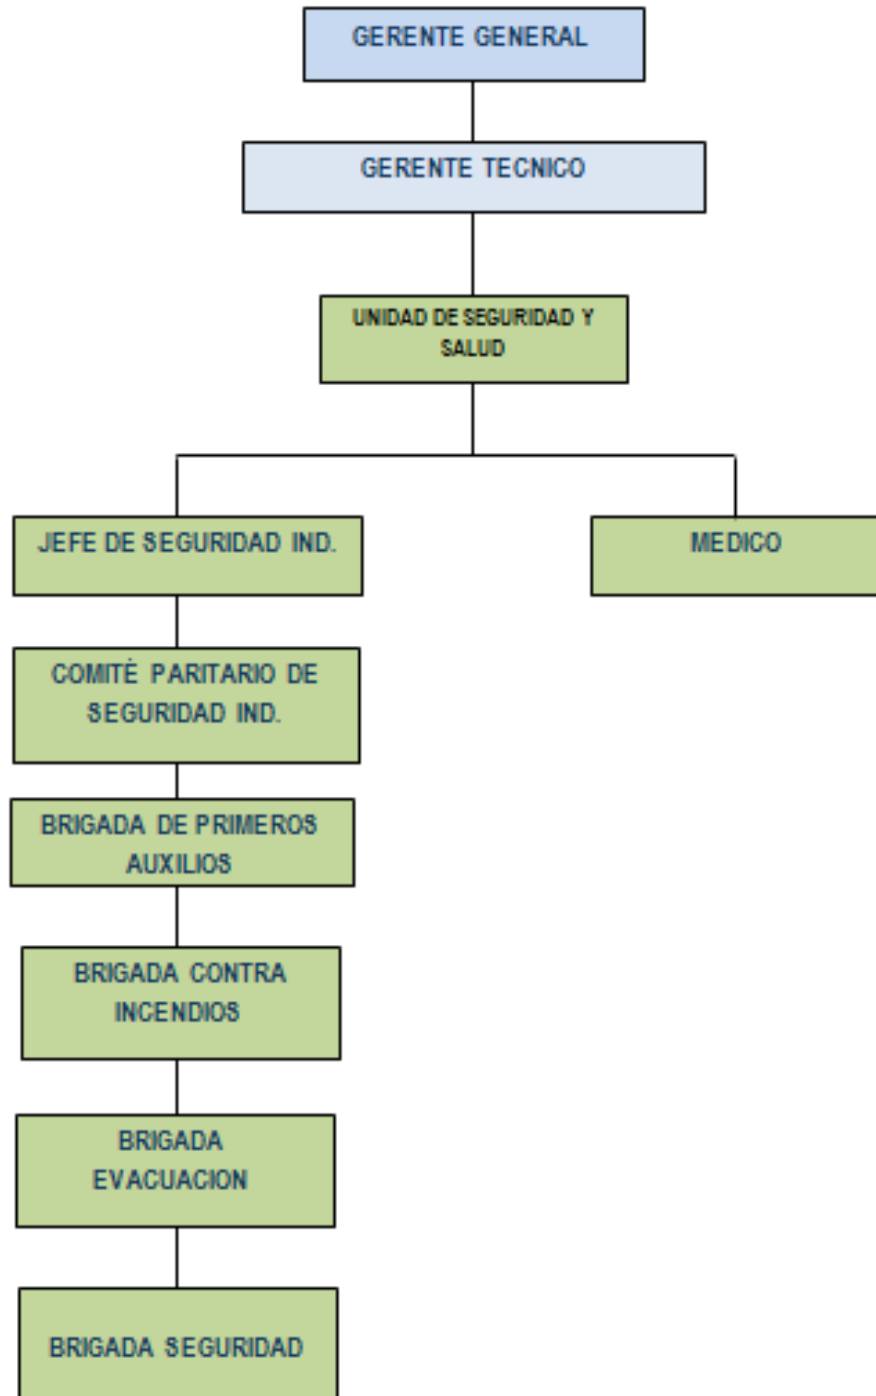 GERENTE GENERAL
GERENTE TECNICO
UNIDAD DE SEGURIDAD Y
SALUD
JEFE DE SEGURIDAD IND.
MEDICO
COMITÈ PARITARIO DE
SEGURIDAD IND.
BRIGADA DE PRIMEROS
AUXILIOS
BRIGADA CONTRA
INCENDIOS
BRIGADA
EVACUACION
BRIGADA SEGURIDAD